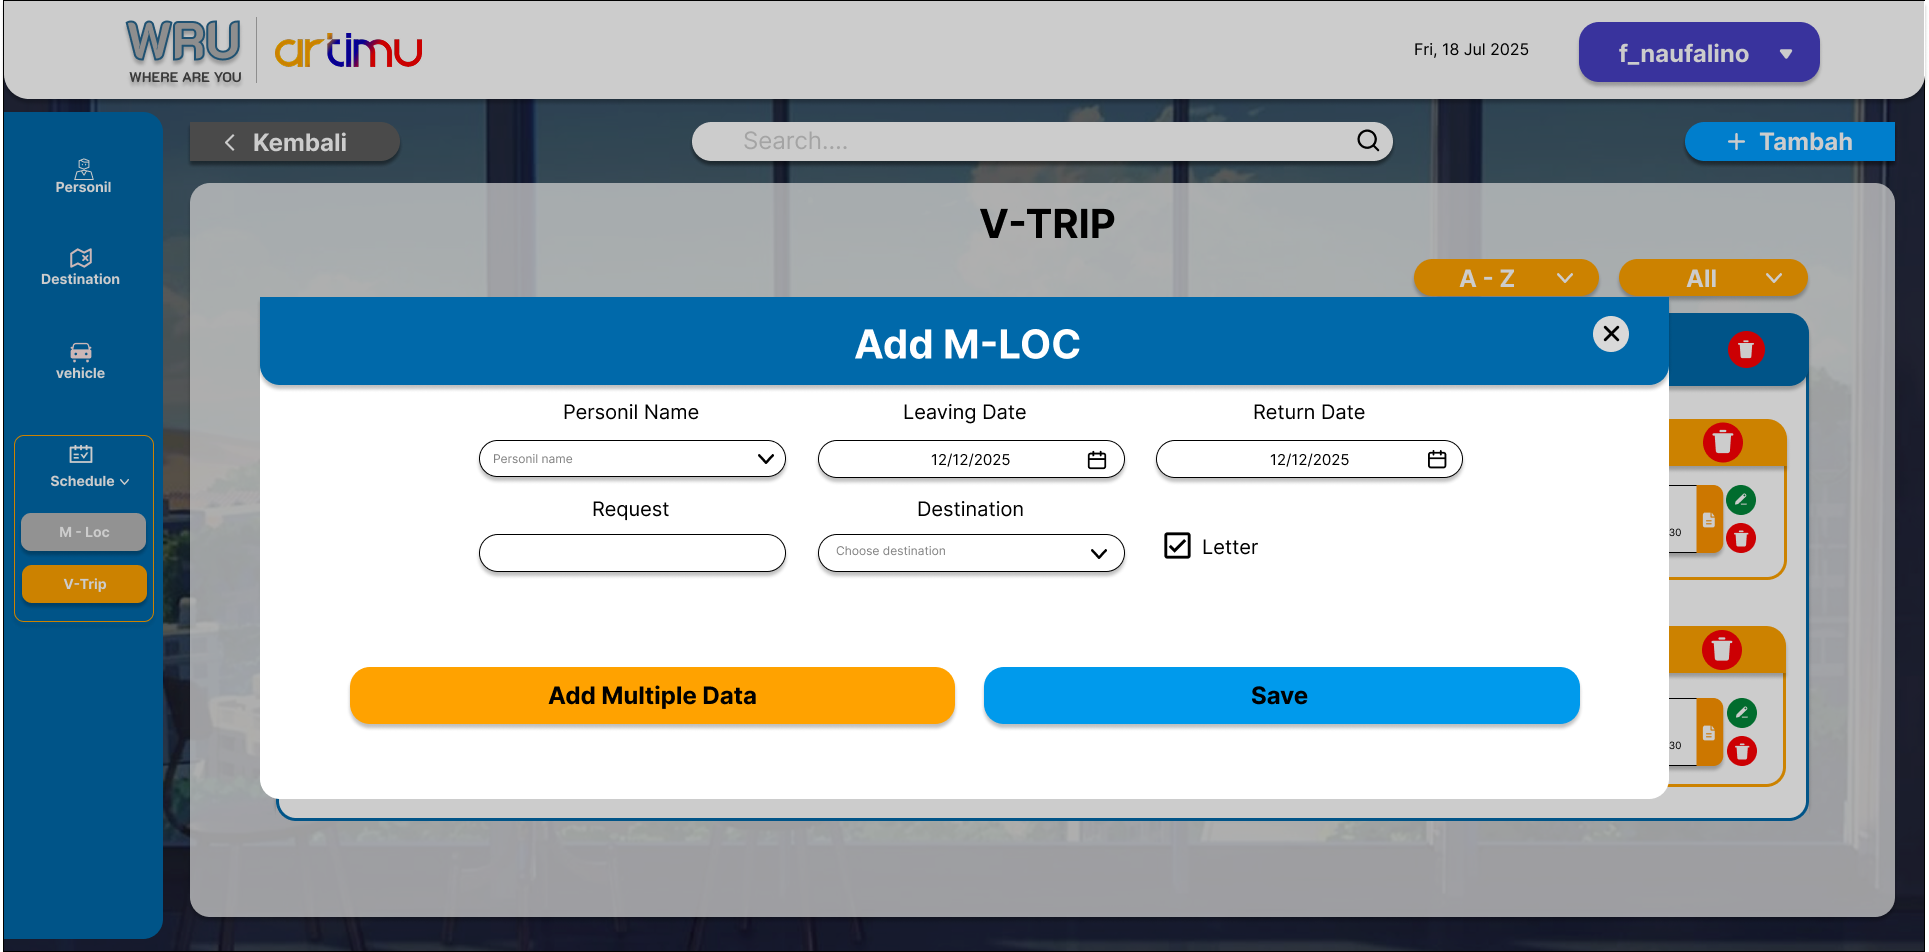 WRU
WHERE ARE YOU
artimu
Fri, 18 Jul 2025
f_naufalino
Kembali
Search....
+ Tambah
Personil
Destination
vehicle
Schedule
M - Loc
V-Trip
V-TRIP
A - Z
All
Add M-LOC
Personil Name
Leaving Date
Return Date
Personil name
12/12/2025
12/12/2025
Request
Destination
Choose destination
Letter
30
Add Multiple Data
Save
30